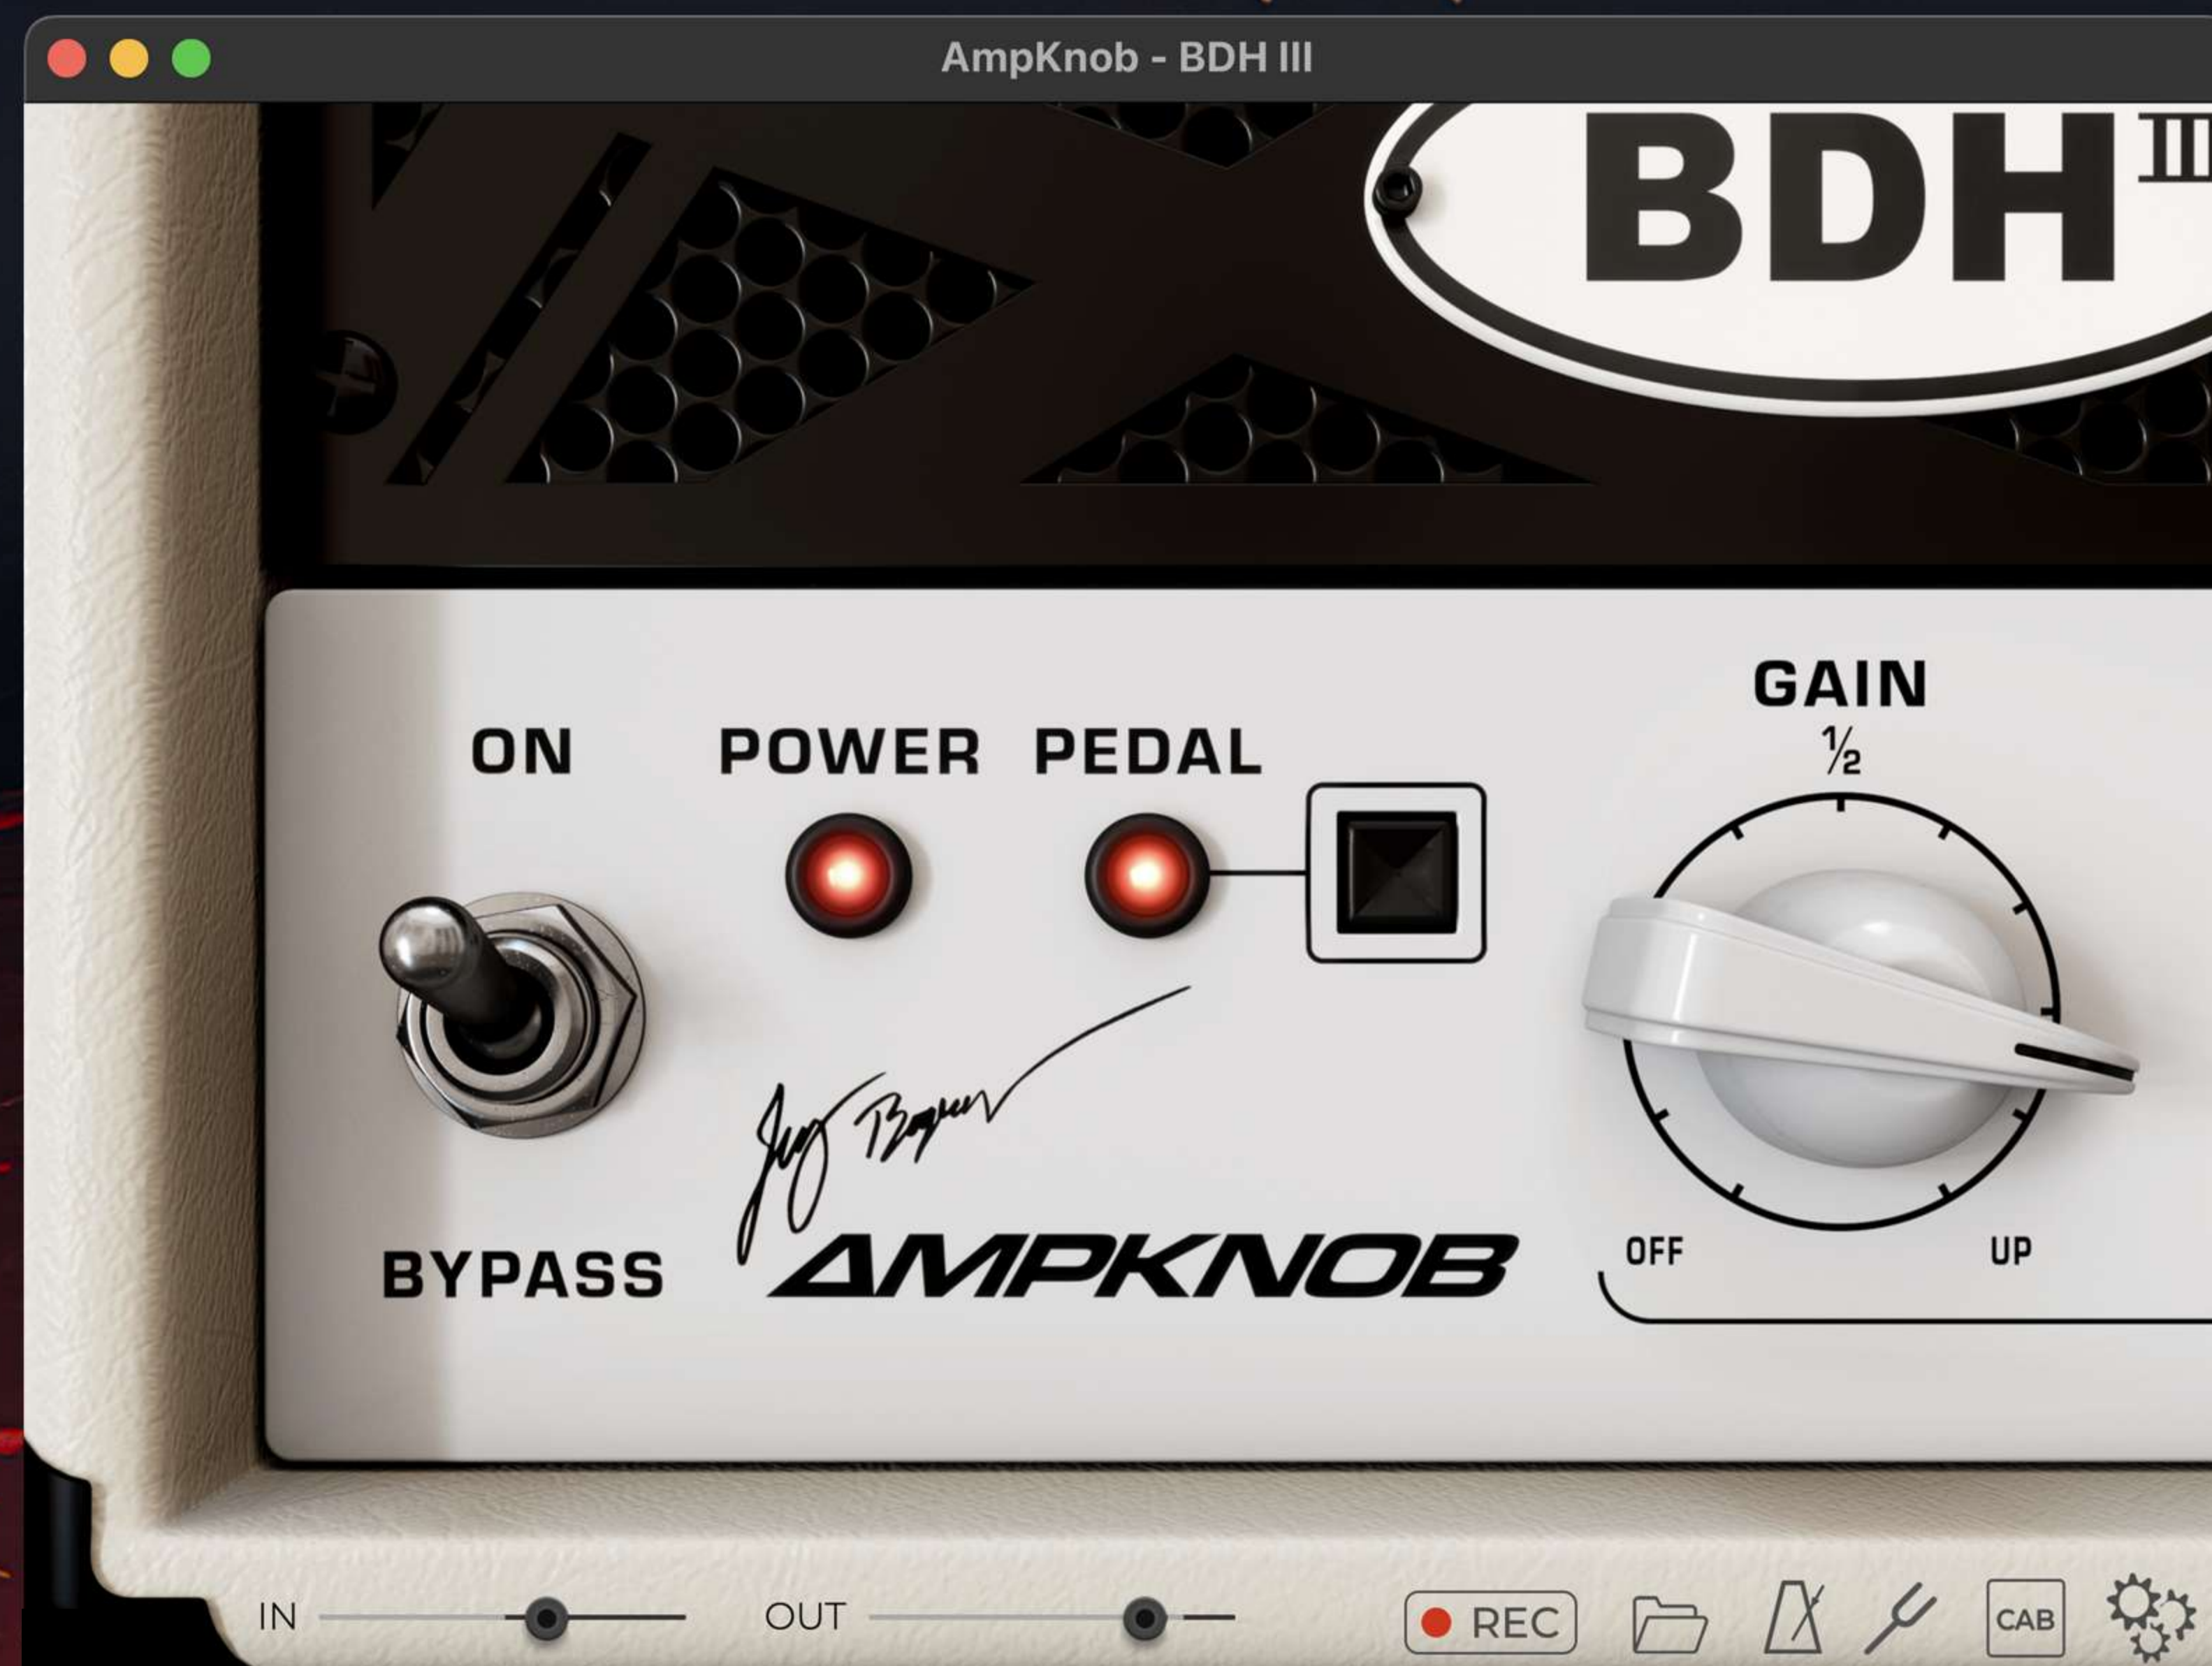 AmpKnob - BDH III
BDH III
GAIN
½
ON
POWER
PEDAL
AMPKNOB
BYPASS
OFF
UP
IN
OUT
REC
CAB